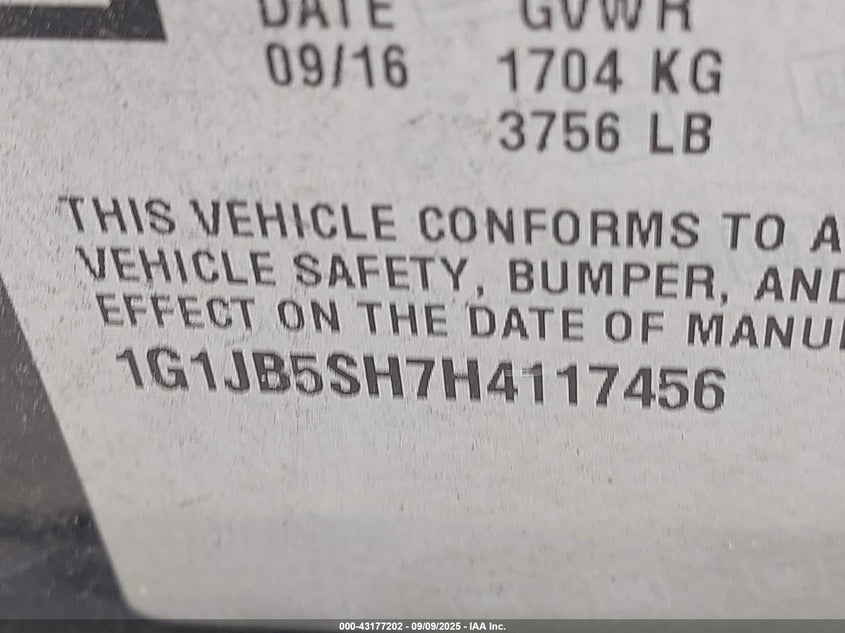 DATE GVWR
09/16 1704 KG
3756 LB
THIS VEHICLE CONFORMS TO A
VEHICLE SAFETY, BUMPER, AND
EFFECT ON THE DATE OF MANU
1G1JB5SH7H4117456
000-43177202 - 09/09/2025 - IAA Inc.